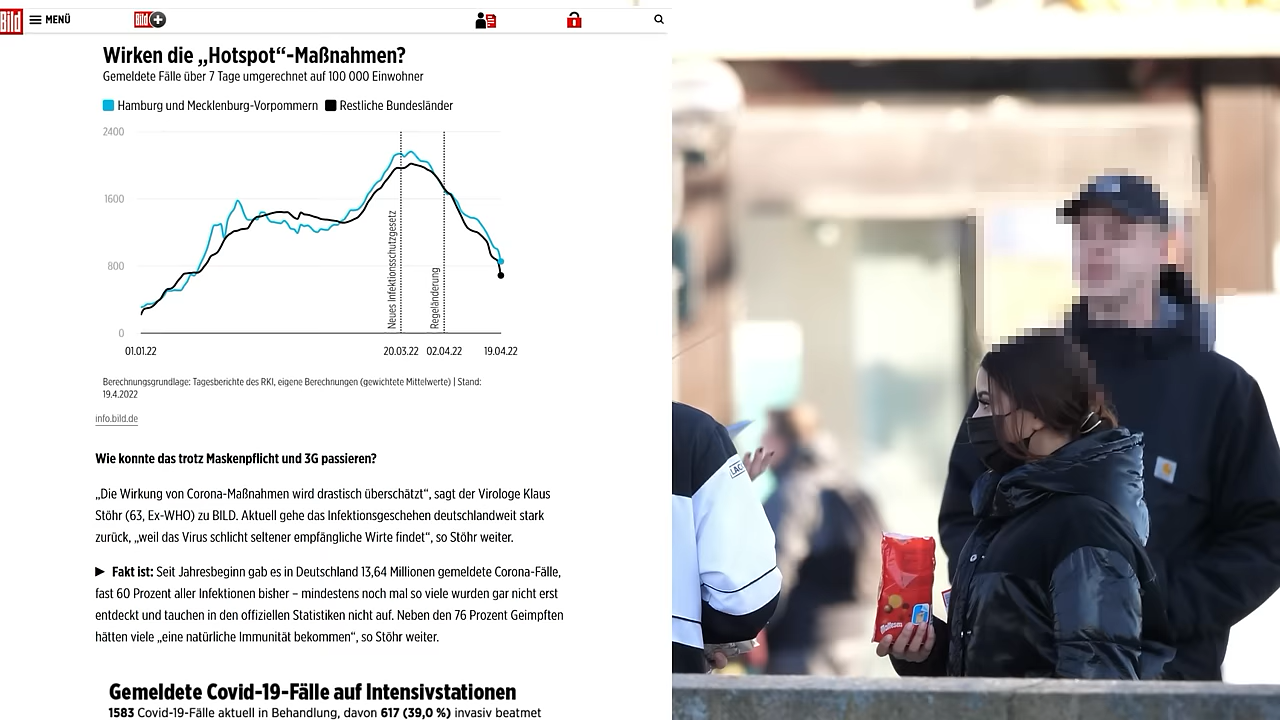 Bild
MENÜ
Bild +
Wirken die „Hotspot“-Maßnahmen?
Gemeldete Fälle über 7 Tage umgerechnet auf 100 000 Einwohner
Hamburg und Mecklenburg-Vorpommern Restliche Bundesländer
2400
1600
800
0
Neues Infektionsschutzgesetz
Regeländerung
01.01.22 20.03.22 02.04.22 19.04.22
Berechnungsgrundlage: Tagesberichte des RKI, eigene Berechnungen (gewichtete Mittelwerte) | Stand:
19.4.2022
info.bild.de
Wie konnte das trotz Maskenpflicht und 3G passieren?
„Die Wirkung von Corona-Maßnahmen wird drastisch überschätzt“, sagt der Virologe Klaus
Stöhr (63, Ex-WHO) zu BILD. Aktuell gehe das Infektionsgeschehen deutschlandweit stark
zurück, „weil das Virus schlicht seltener empfängliche Wirte findet“, so Stöhr weiter.
► Fakt ist: Seit Jahresbeginn gab es in Deutschland 13,64 Millionen gemeldete Corona-Fälle,
fast 60 Prozent aller Infektionen bisher – mindestens noch mal so viele wurden gar nicht erst
entdeckt und tauchen in den offiziellen Statistiken nicht auf. Neben den 76 Prozent Geimpften
hätten viele „eine natürliche Immunität bekommen“, so Stöhr weiter.
Gemeldete Covid-19-Fälle auf Intensivstationen
1583 Covid-19-Fälle aktuell in Behandlung, davon 617 (39,0 %) invasiv beatmet
LAC
Maltesers